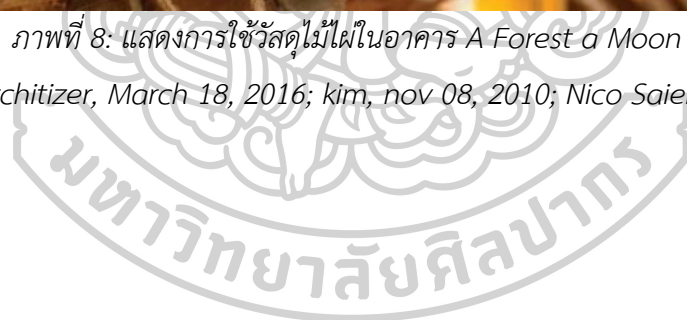 ภาพที่ 8: แสดงการใช้วัสดุไม้ไผ่ในอาคาร A Forest a Moon
chitizer, March 18, 2016; kim, nov 08, 2010; Nico Saie
มหาวิทยาลัยศิลปากร